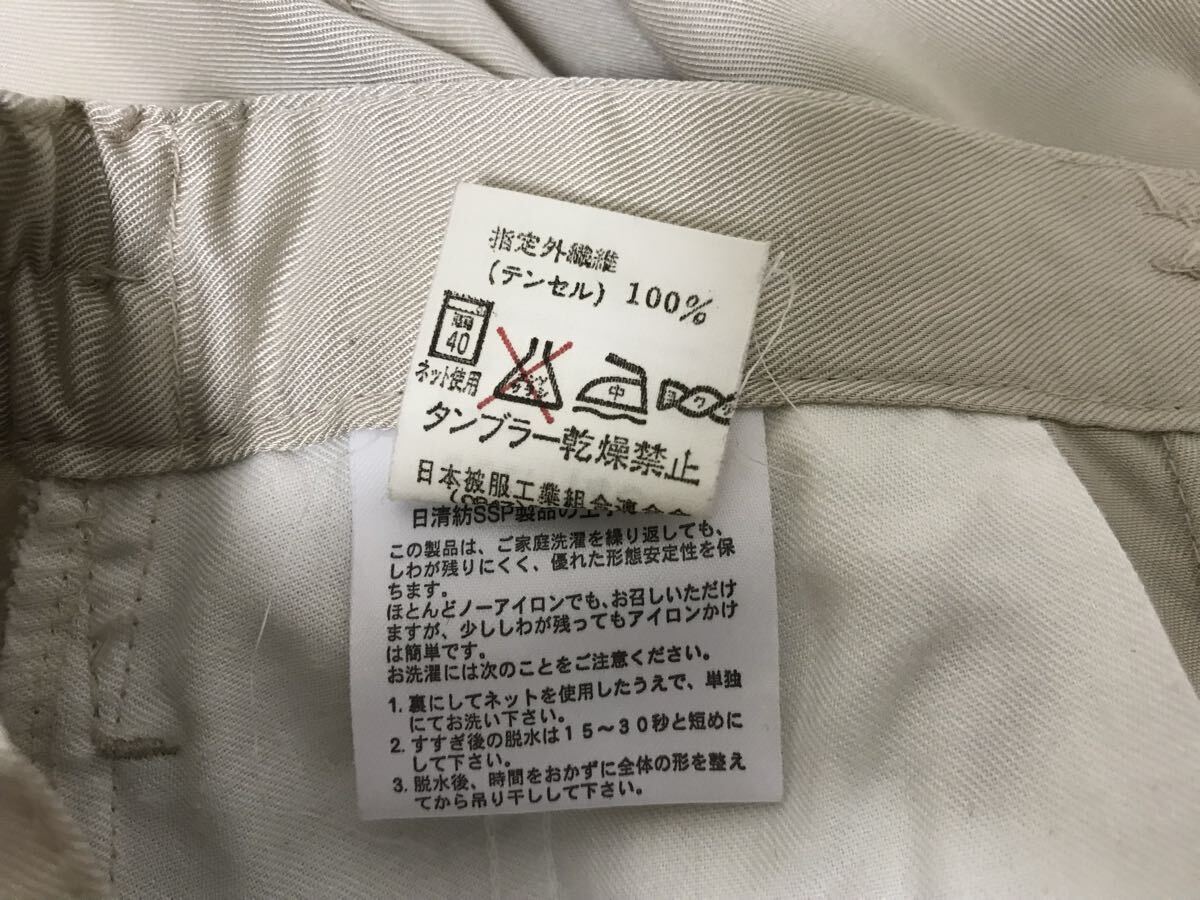 指定外繊維
(テンセル) 100%
40
ネット使用
中
ヨワク
タンブラー乾燥禁止
日本被服工業組合連合会
日清紡SSP製品の
この製品は、ご家庭洗濯を繰り返しても、
しわが残りにくく、優れた形態安定性を保
ちます。
ほとんどノーアイロンでも、お召しいただけ
ますが、少ししわが残ってもアイロンかけ
は簡単です。
お洗濯には次のことをご注意ください。
1. 裏にしてネットを使用したうえで、単独
にてお洗い下さい。
2. すすぎ後の脱水は15～30秒と短めに
して下さい。
3. 脱水後、時間をおかずに全体の形を整え
てから吊り干しして下さい。